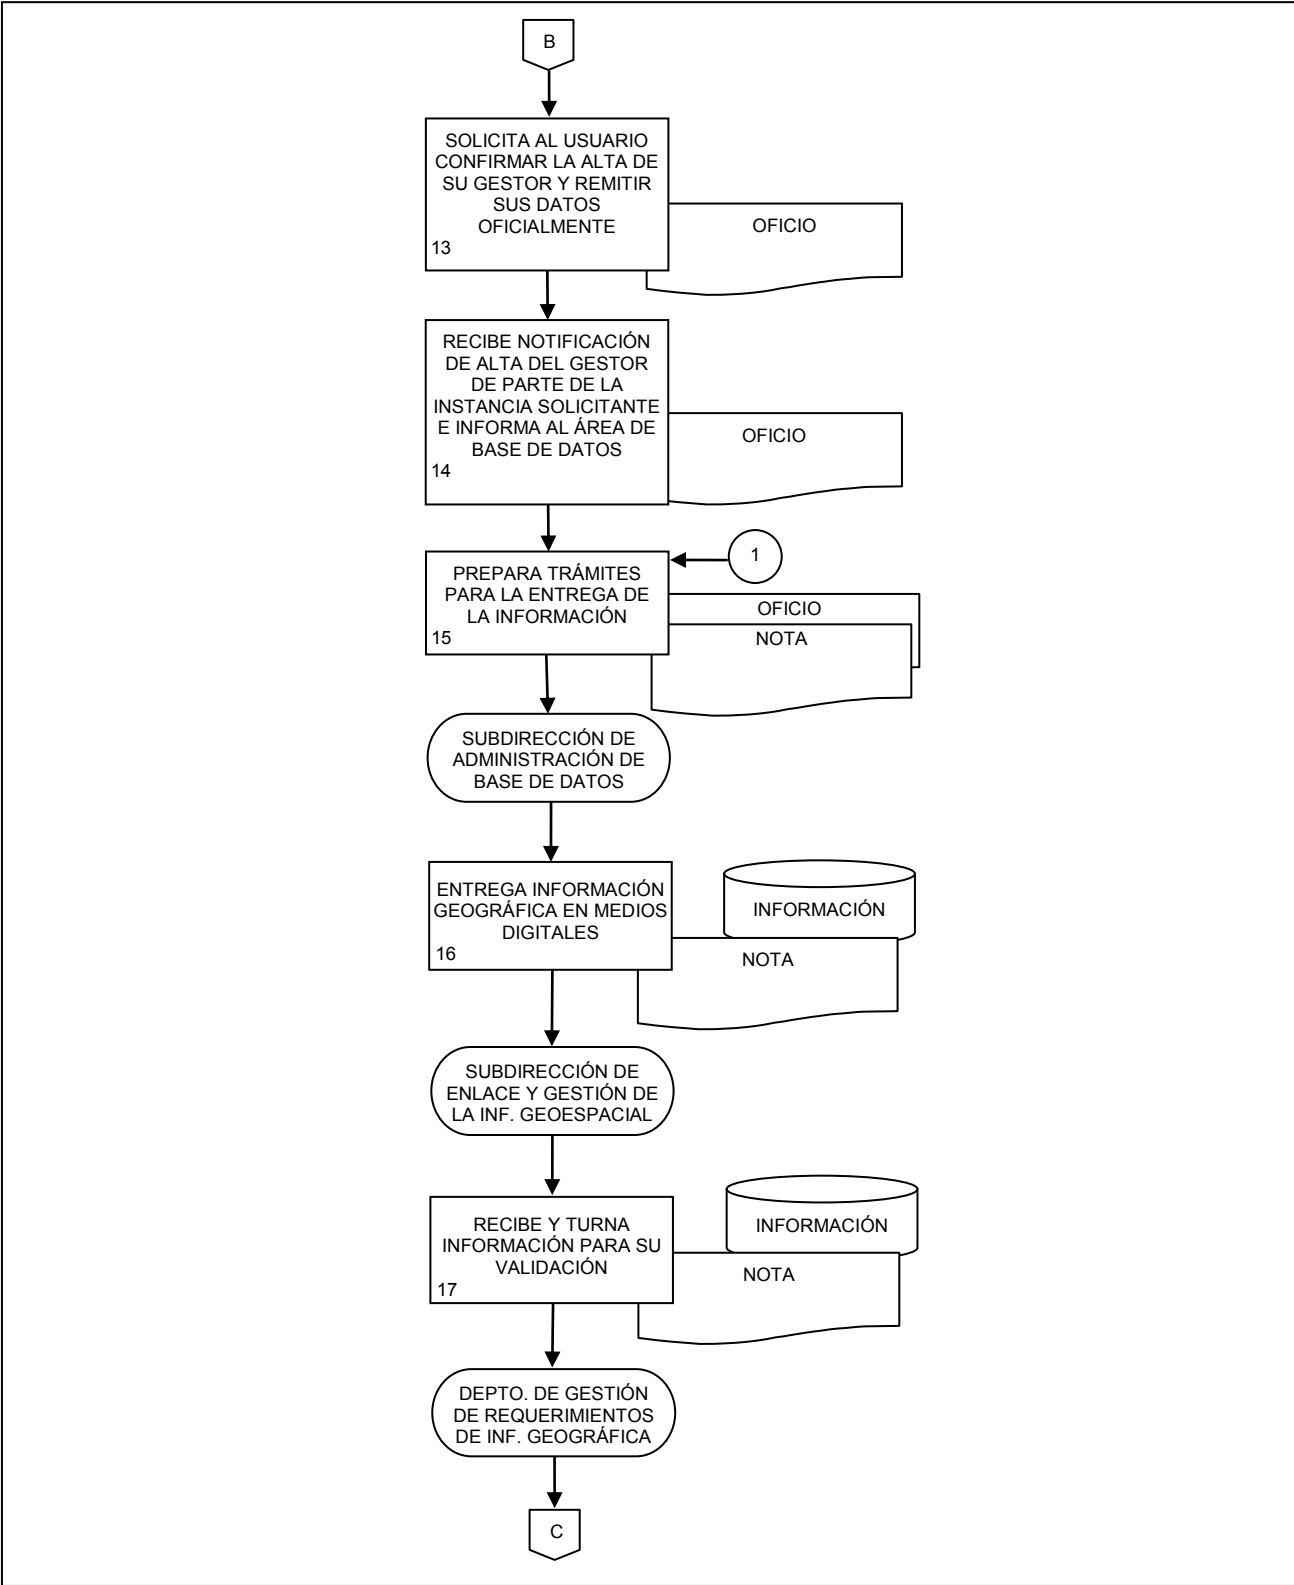 B
SOLICITA AL USUARIO
CONFIRMAR LA ALTA DE
SU GESTOR Y REMITIR
SUS DATOS
OFICIALMENTE
13
OFICIO
RECIBE NOTIFICACIÓN
DE ALTA DEL GESTOR
DE PARTE DE LA
INSTANCIA SOLICITANTE
E INFORMA AL ÁREA DE
BASE DE DATOS
14
OFICIO
1
PREPARA TRÁMITES
PARA LA ENTREGA DE
LA INFORMACIÓN
15
OFICIO
NOTA
SUBDIRECCIÓN DE
ADMINISTRACIÓN DE
BASE DE DATOS
ENTREGA INFORMACIÓN
GEOGRÁFICA EN MEDIOS
DIGITALES
16
INFORMACIÓN
NOTA
SUBDIRECCIÓN DE
ENLACE Y GESTIÓN DE
LA INF. GEOESPACIAL
RECIBE Y TURNA
INFORMACIÓN PARA SU
VALIDACIÓN
17
INFORMACIÓN
NOTA
DEPTO. DE GESTIÓN
DE REQUERIMIENTOS
DE INF. GEOGRÁFICA
C